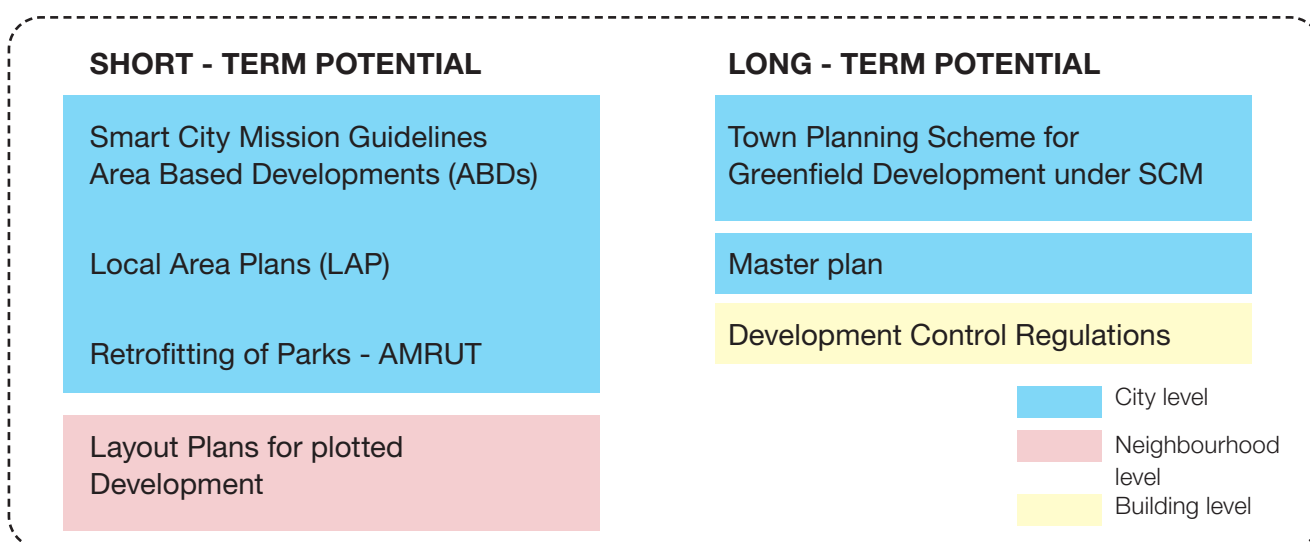 SHORT - TERM POTENTIAL
Smart City Mission Guidelines
Area Based Developments (ABDs)
Local Area Plans (LAP)
Retrofitting of Parks - AMRUT
Layout Plans for plotted
Development
LONG - TERM POTENTIAL
Town Planning Scheme for
Greenfield Development under SCM
Master plan
Development Control Regulations
City level
Neighbourhood
level
Building level